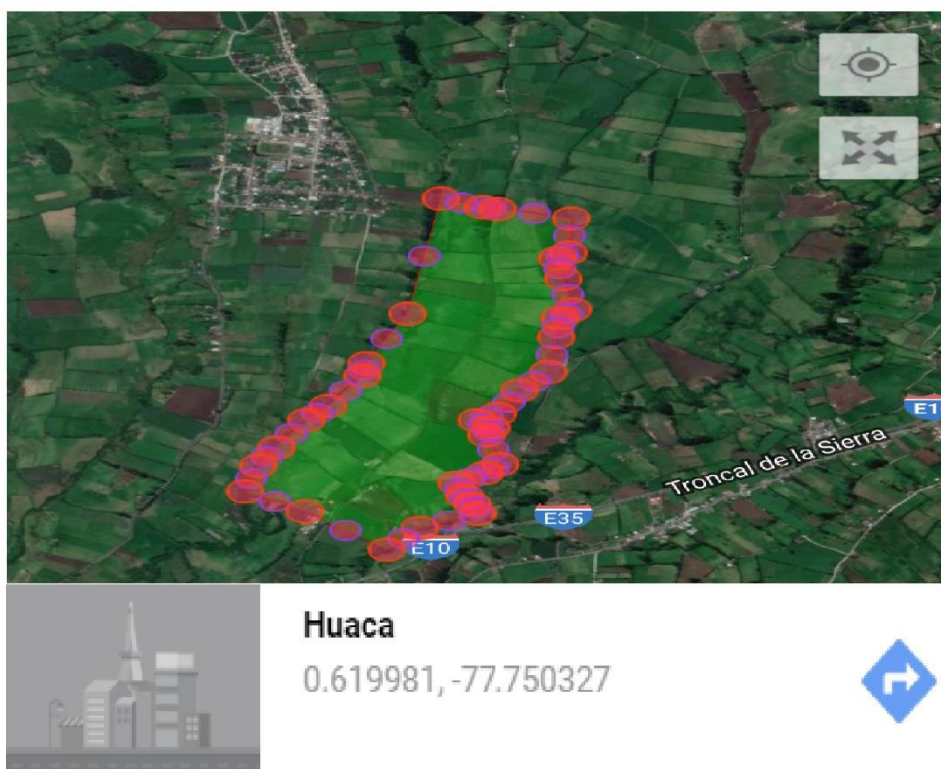 E1
Troncal de la Sierra
E35
E10
Huaca
0.619981, -77.750327